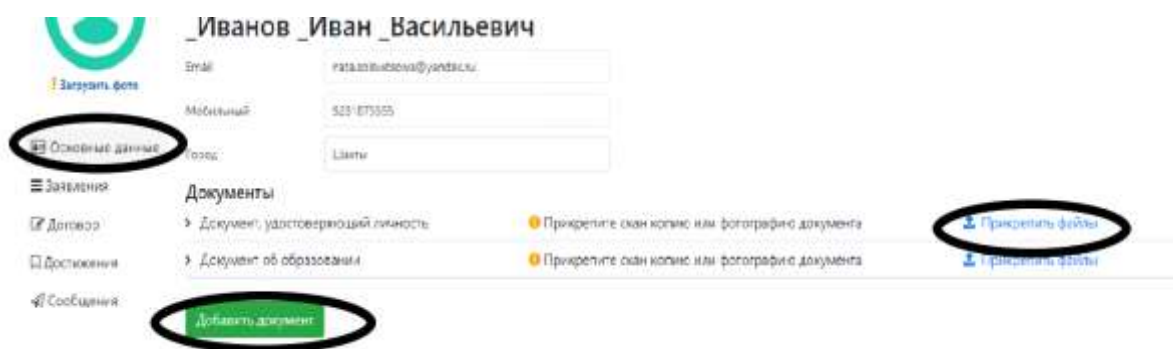 _Иванов _Иван _Васильевич
Email
! Загрузить фото
Мобильный
Основные данные
Город
Шахты
Заявления
Документы
Договор
> Документ, удостоверяющий личность ! Прикрепите скан копию или фотографию документа Прикрепить файлы
Достижения
> Документ об образовании ! Прикрепите скан копию или фотографию документа Прикрепить файлы
Сообщения
Добавить документ